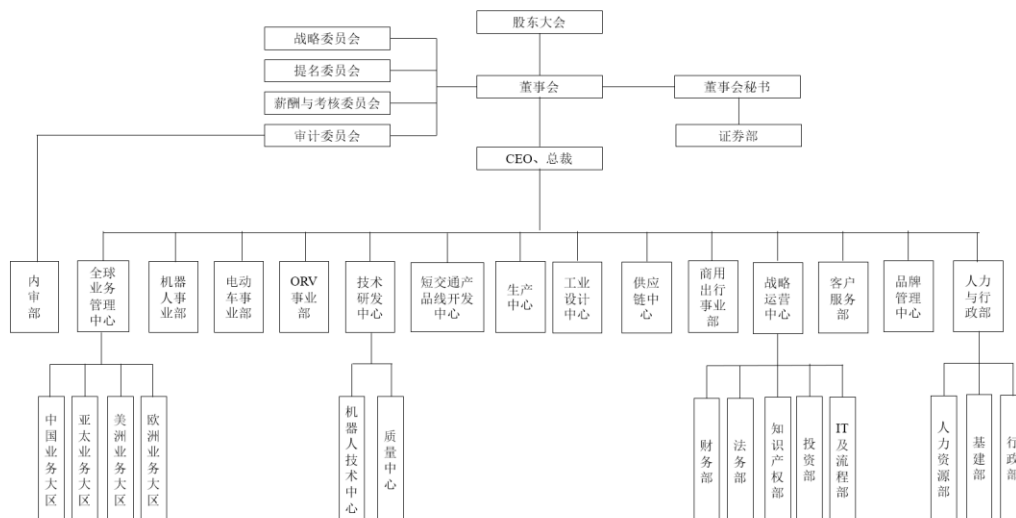 股东大会
战略委员会
提名委员会
董事会
董事会秘书
薪酬与考核委员会
审计委员会
证券部
CEO、总裁
内
审
部
全球
业务
管理
中心
机器
人事
业部
电动
车事
业部
ORV
事业
部
技术
研发
中心
短交通产
品线开发
中心
生产
中心
工业
设计
中心
供应
链中
心
商用
出行
事业
部
战略
运营
中心
客户
服务
部
品牌
管理
中心
人力
与行
政部
中国业务大区
亚太业务大区
美洲业务大区
欧洲业务大区
机器人技术中心
质量中心
财务部
法务部
知识产权部
投资部
IT及流程部
人力资源部
基建部
行政部